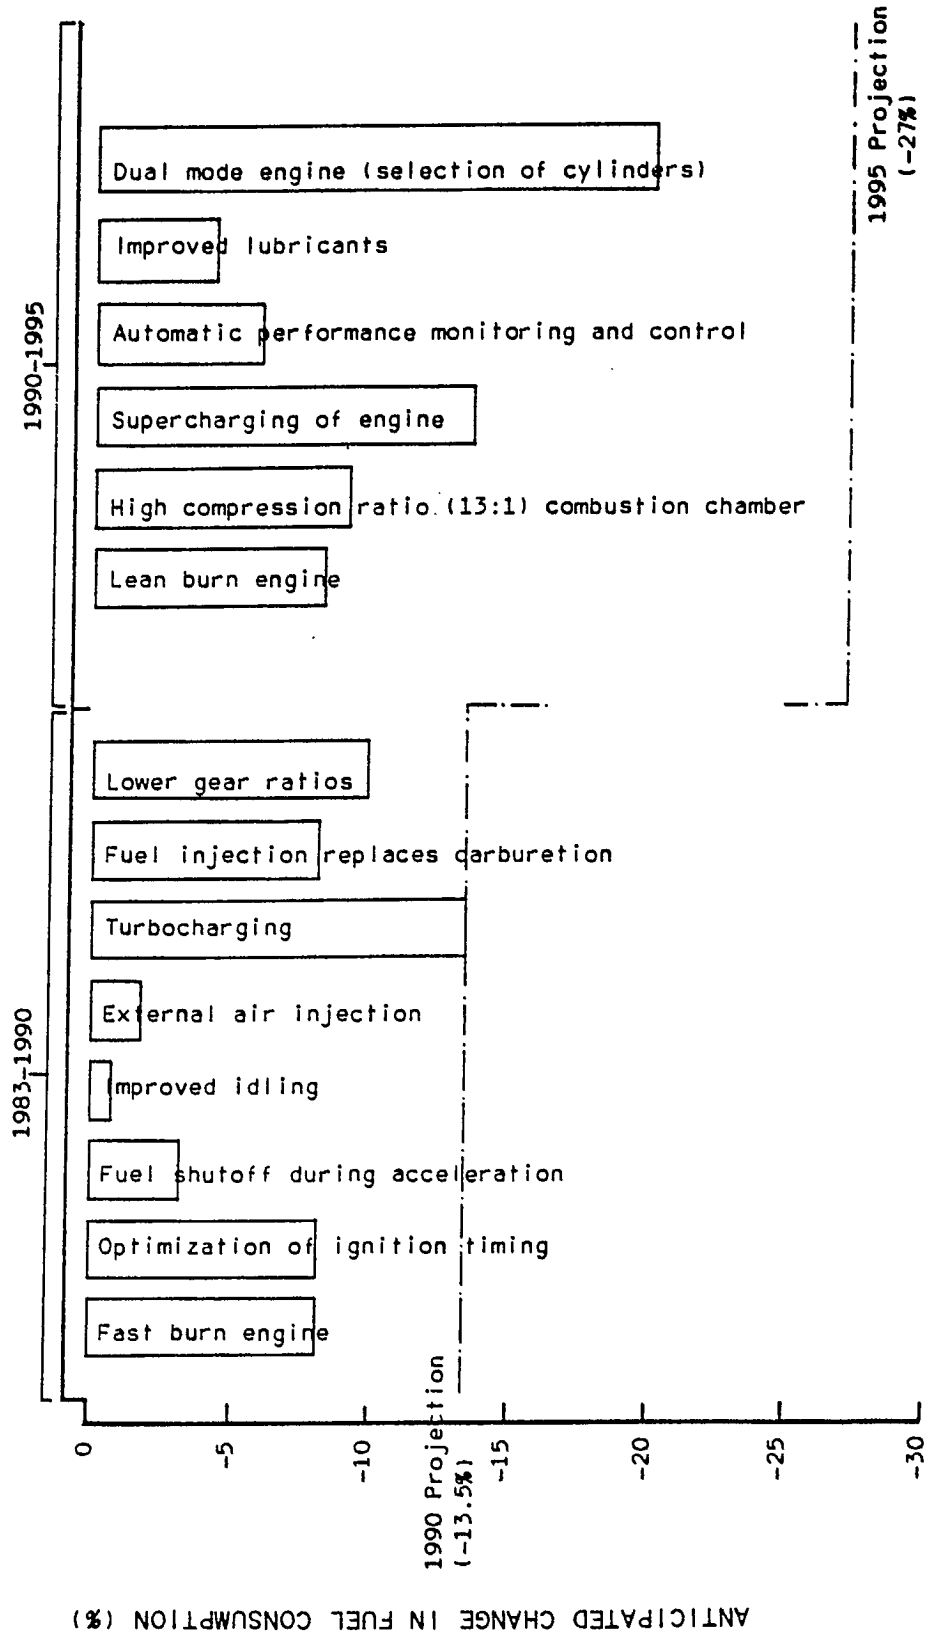 1990-1995
Dual mode engine (selection of cylinders)
Improved lubricants
Automatic performance monitoring and control
Supercharging of engine
High compression ratio (13:1) combustion chamber
Lean burn engine
1995 Projection
(-27%)
1983-1990
Lower gear ratios
Fuel injection replaces carburetion
Turbocharging
External air injection
Improved idling
Fuel shutoff during acceleration
Optimization of ignition timing
Fast burn engine
1990 Projection
(-13.5%)
0
-5
-10
-15
-20
-25
-30
ANTICIPATED CHANGE IN FUEL CONSUMPTION (%)